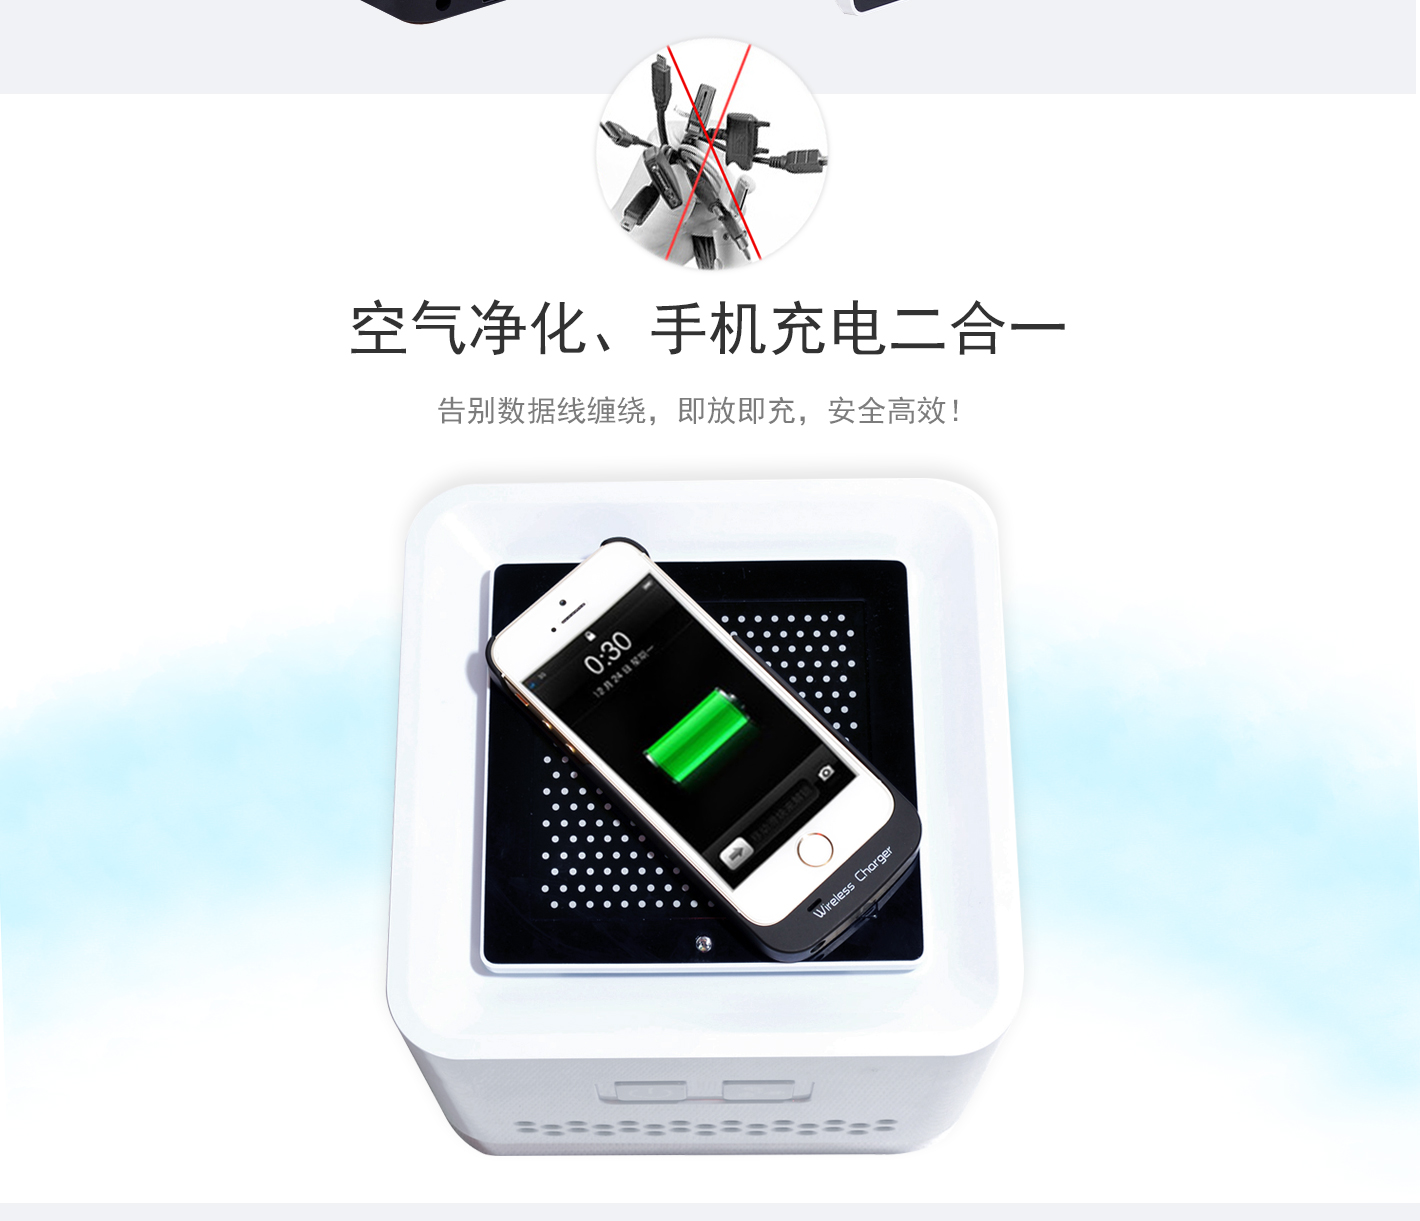 空气净化、手机充电二合一
告别数据线缠绕，即放即充，安全高效！
0:30
12月24日 星期一
Wireless Charger